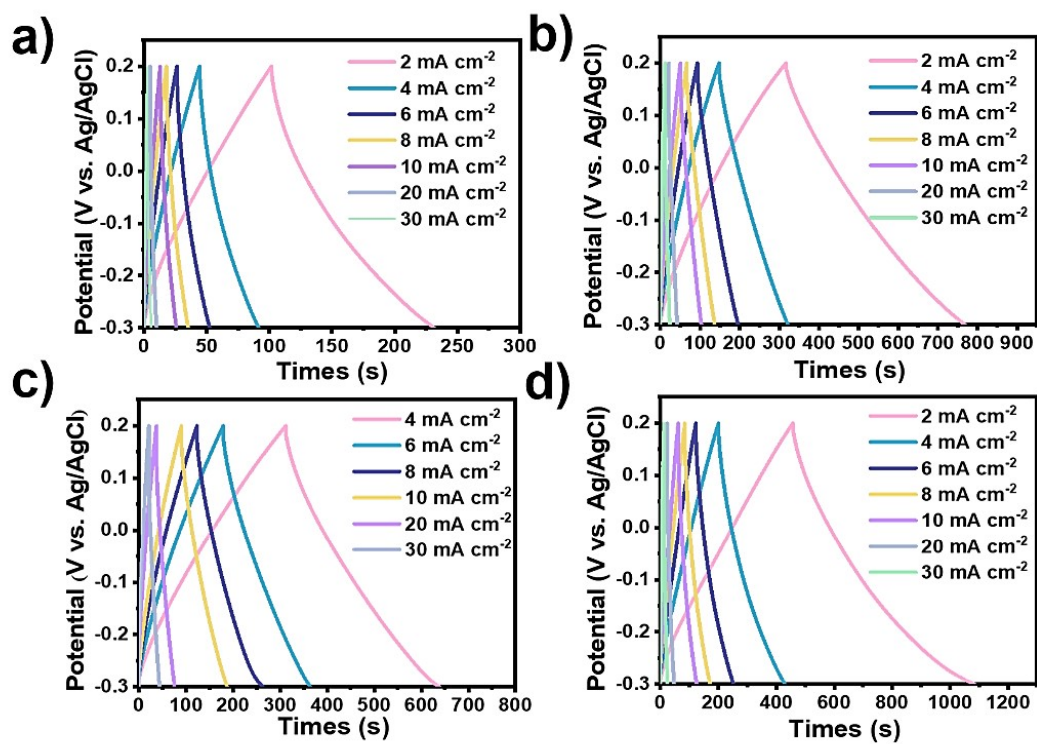 a)
Potential (V vs. Ag/AgCl)
0.2
0.1
0.0
-0.1
-0.2
-0.3
2 mA cm-2
4 mA cm-2
6 mA cm-2
8 mA cm-2
10 mA cm-2
20 mA cm-2
30 mA cm-2
0 50 100 150 200 250 300
Times (s)
b)
Potential (V vs. Ag/AgCl)
0.2
0.1
0.0
-0.1
-0.2
-0.3
2 mA cm-2
4 mA cm-2
6 mA cm-2
8 mA cm-2
10 mA cm-2
20 mA cm-2
30 mA cm-2
0 100 200 300 400 500 600 700 800 900
Times (s)
c)
Potential (V vs. Ag/AgCl)
0.2
0.1
0.0
-0.1
-0.2
-0.3
4 mA cm-2
6 mA cm-2
8 mA cm-2
10 mA cm-2
20 mA cm-2
30 mA cm-2
0 100 200 300 400 500 600 700 800
Times (s)
d)
Potential (V vs. Ag/AgCl)
0.2
0.1
0.0
-0.1
-0.2
-0.3
2 mA cm-2
4 mA cm-2
6 mA cm-2
8 mA cm-2
10 mA cm-2
20 mA cm-2
30 mA cm-2
0 200 400 600 800 1000 1200
Times (s)